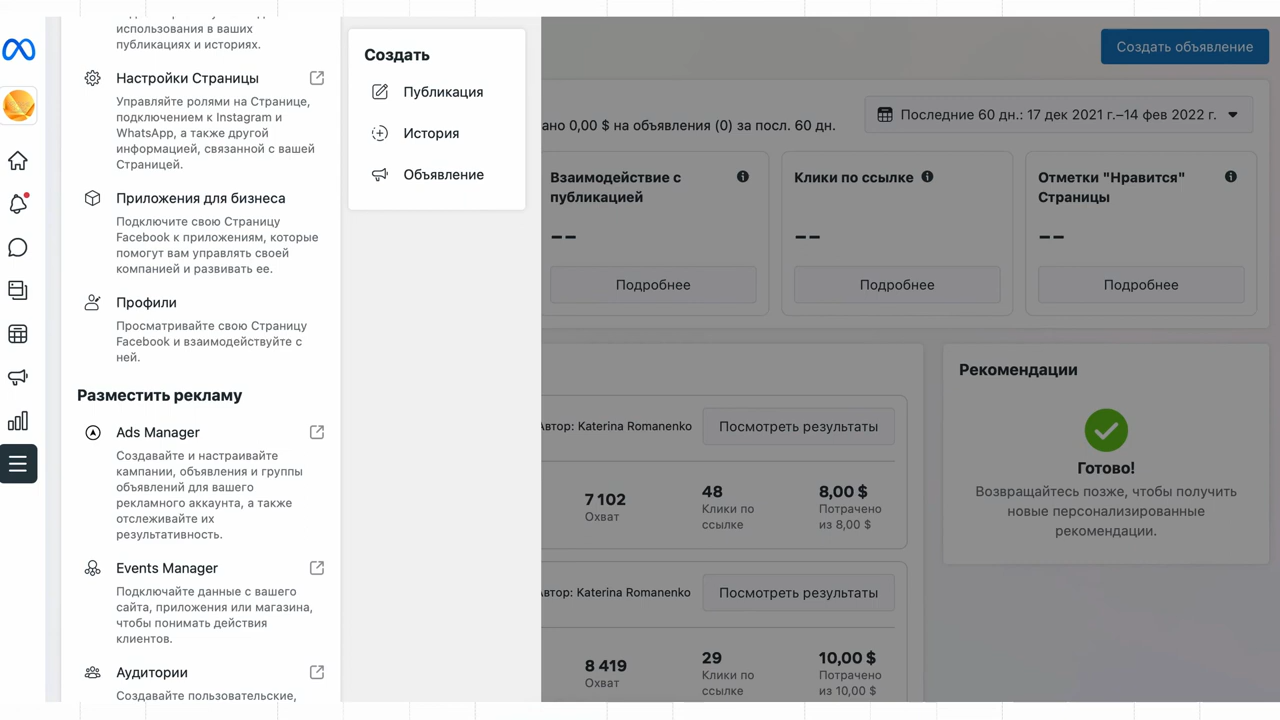 использования в ваших
публикациях и историях.
Настройки Страницы
Управляйте ролями на Странице,
подключением к Instagram и
WhatsApp, а также другой
информацией, связанной с вашей
Страницей.
Приложения для бизнеса
Подключите свою Страницу
Facebook к приложениям, которые
помогут вам управлять своей
компанией и развивать ее.
Профили
Просматривайте свою Страницу
Facebook и взаимодействуйте с
ней.
Разместить рекламу
Ads Manager
Создавайте и настраивайте
кампании, объявления и группы
объявлений для вашего
рекламного аккаунта, а также
отслеживайте их
результативность.
Events Manager
Подключайте данные с вашего
сайта, приложения или магазина,
чтобы понимать действия
клиентов.
Аудитории
Создавайте пользовательские,
Создать
Публикация
История
Объявление
Создать объявление
ано 0,00 $ на объявления (0) за посл. 60 дн.
Последние 60 дн.: 17 дек 2021 г.–14 фев 2022 г.
Взаимодействие с
публикацией
--
Подробнее
Клики по ссылке
--
Подробнее
Отметки "Нравится"
Страницы
--
Подробнее
Автор: Katerina Romanenko
Посмотреть результаты
7 102
Охват
48
Клики по
ссылке
8,00 $
Потрачено
из 8,00 $
Автор: Katerina Romanenko
Посмотреть результаты
8 419
Охват
29
Клики по
ссылке
10,00 $
Потрачено
из 10,00 $
Рекомендации
Готово!
Возвращайтесь позже, чтобы получить
новые персонализированные
рекомендации.